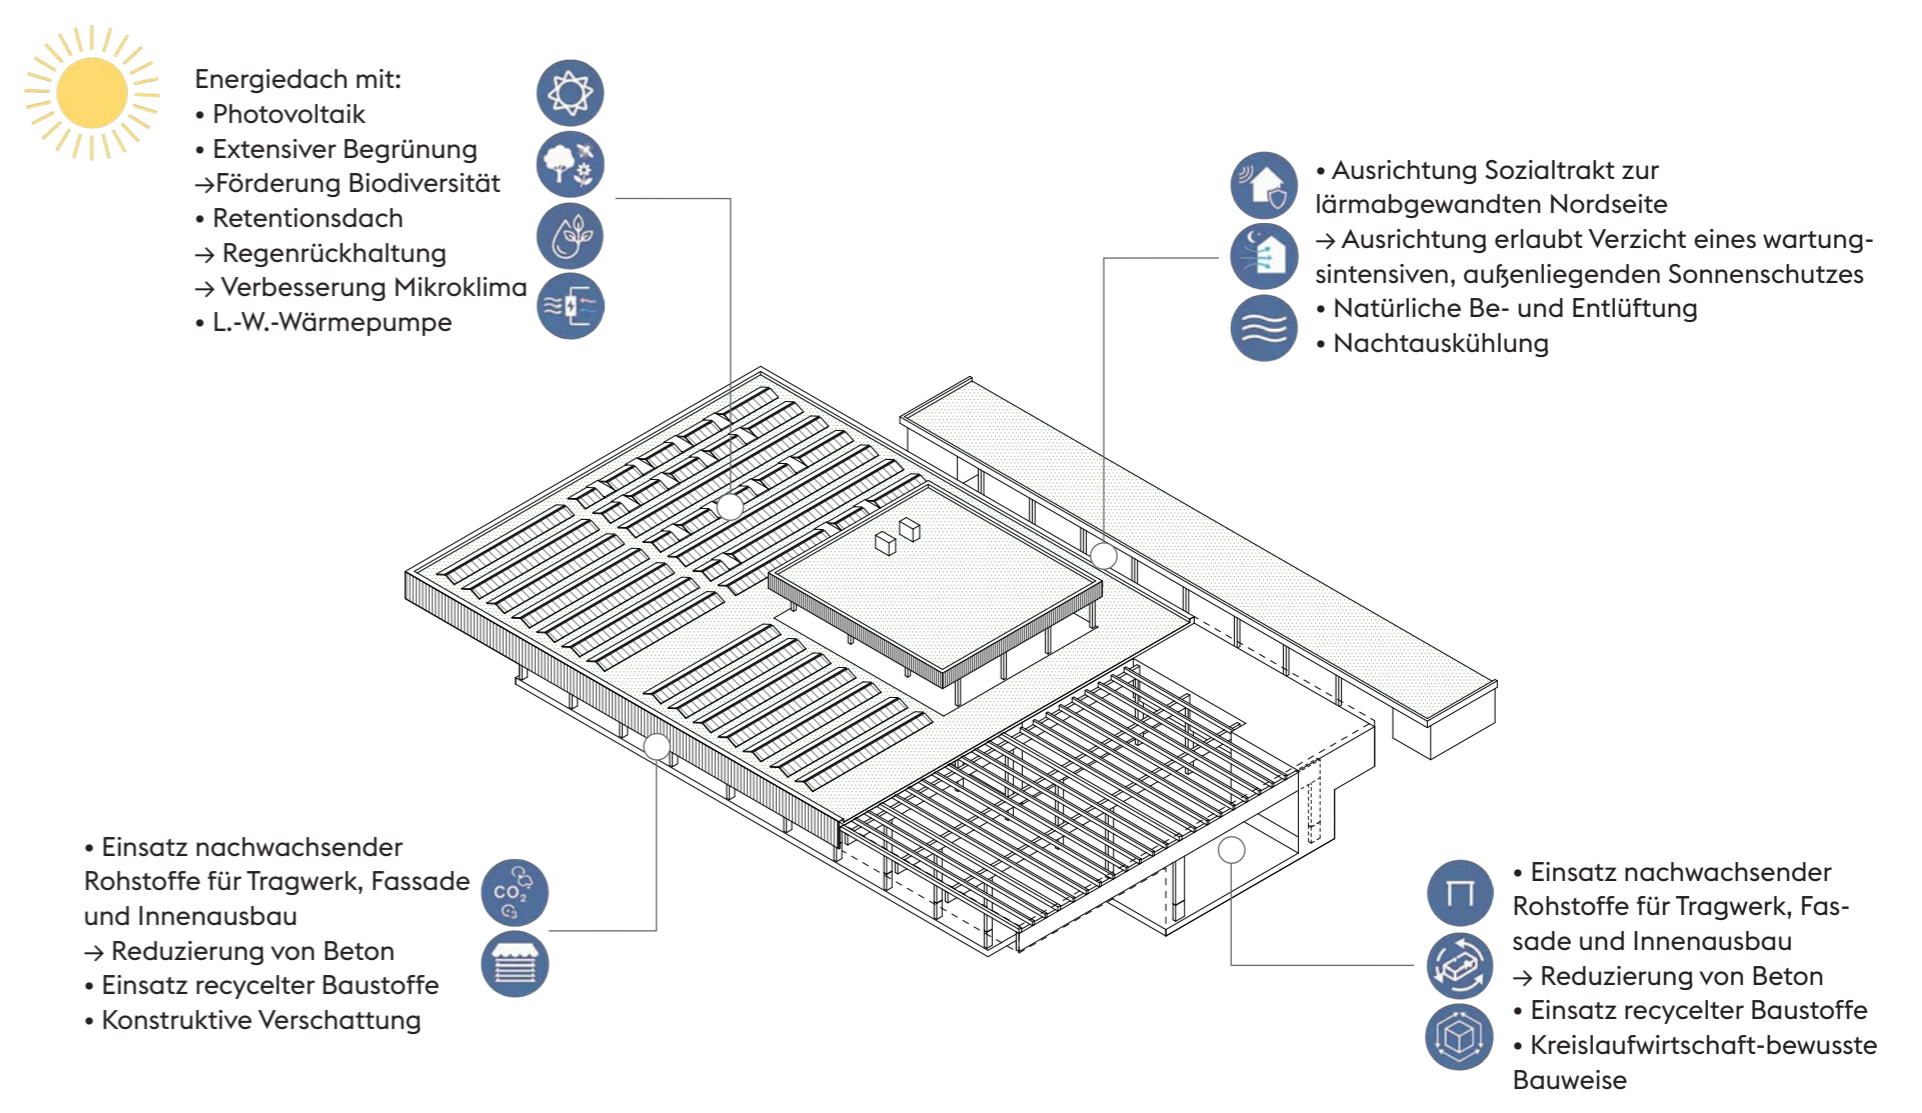 Energiedach mit:
• Photovoltaik
• Extensiver Begrünung
→Förderung Biodiversität
• Retentionsdach
→ Regenrückhaltung
→ Verbesserung Mikroklima
• L.-W.-Wärmepumpe
• Ausrichtung Sozialtrakt zur
lärmabgewandten Nordseite
→ Ausrichtung erlaubt Verzicht eines wartung-
sintensiven, außenliegenden Sonnenschutzes
• Natürliche Be- und Entlüftung
• Nachtauskühlung
• Einsatz nachwachsender
Rohstoffe für Tragwerk, Fassade
und Innenausbau
→ Reduzierung von Beton
• Einsatz recycelter Baustoffe
• Konstruktive Verschattung
CO₂
• Einsatz nachwachsender
Rohstoffe für Tragwerk, Fas-
sade und Innenausbau
→ Reduzierung von Beton
• Einsatz recycelter Baustoffe
• Kreislaufwirtschaft-bewusste
Bauweise